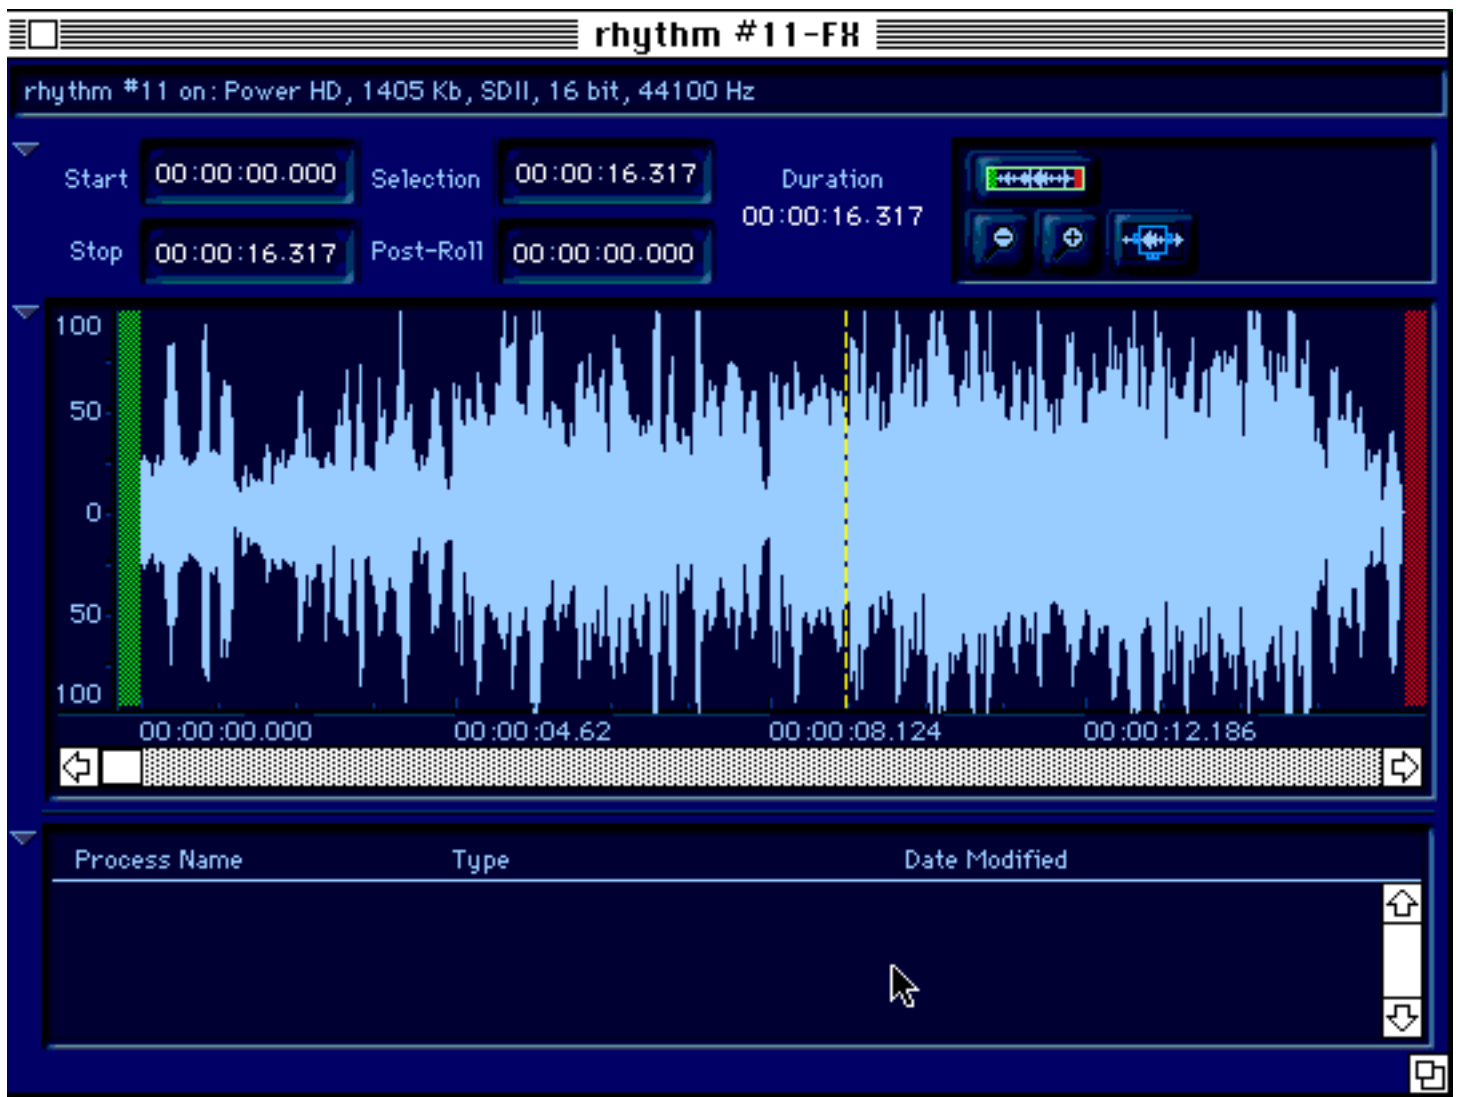 rhythm #11-FX
rhythm #11 on: Power HD, 1405 Kb, SDII, 16 bit, 44100 Hz
Start 00:00:00.000 Selection 00:00:16.317 Duration
00:00:16.317
Stop 00:00:16.317 Post-Roll 00:00:00.000
100
50
0
50
100
00:00:00.000 00:00:04.62 00:00:08.124 00:00:12.186
Process Name Type Date Modified